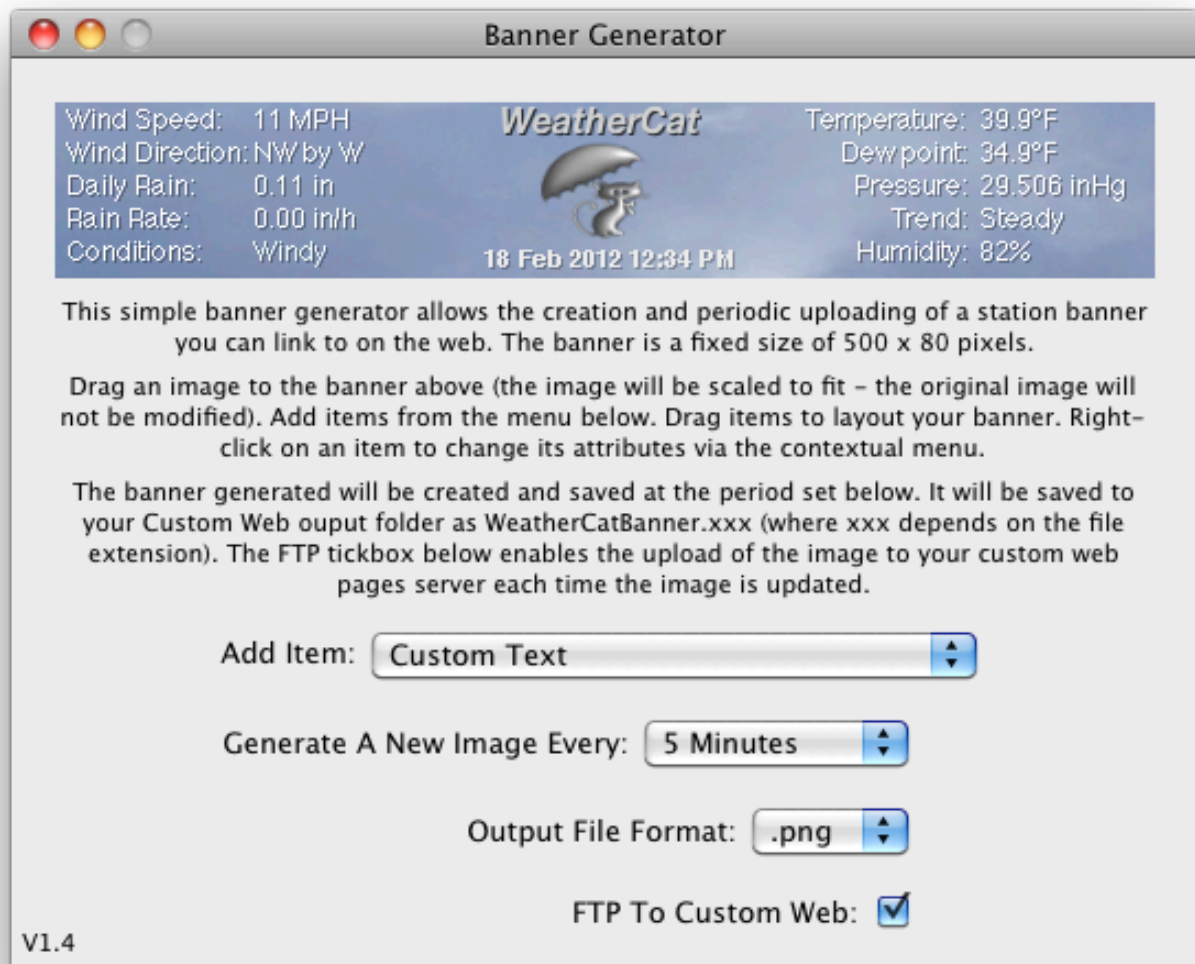 Banner Generator
Wind Speed: 11 MPH
Wind Direction: NW by W
Daily Rain: 0.11 in
Rain Rate: 0.00 in/h
Conditions: Windy
WeatherCat
18 Feb 2012 12:34 PM
Temperature: 39.9°F
Dewpoint: 34.9°F
Pressure: 29.506 inHg
Trend: Steady
Humidity: 82%
This simple banner generator allows the creation and periodic uploading of a station banner
you can link to on the web. The banner is a fixed size of 500 x 80 pixels.
Drag an image to the banner above (the image will be scaled to fit – the original image will
not be modified). Add items from the menu below. Drag items to layout your banner. Right-
click on an item to change its attributes via the contextual menu.
The banner generated will be created and saved at the period set below. It will be saved to
your Custom Web ouput folder as WeatherCatBanner.xxx (where xxx depends on the file
extension). The FTP tickbox below enables the upload of the image to your custom web
pages server each time the image is updated.
Add Item: Custom Text
Generate A New Image Every: 5 Minutes
Output File Format: .png
FTP To Custom Web:
V1.4